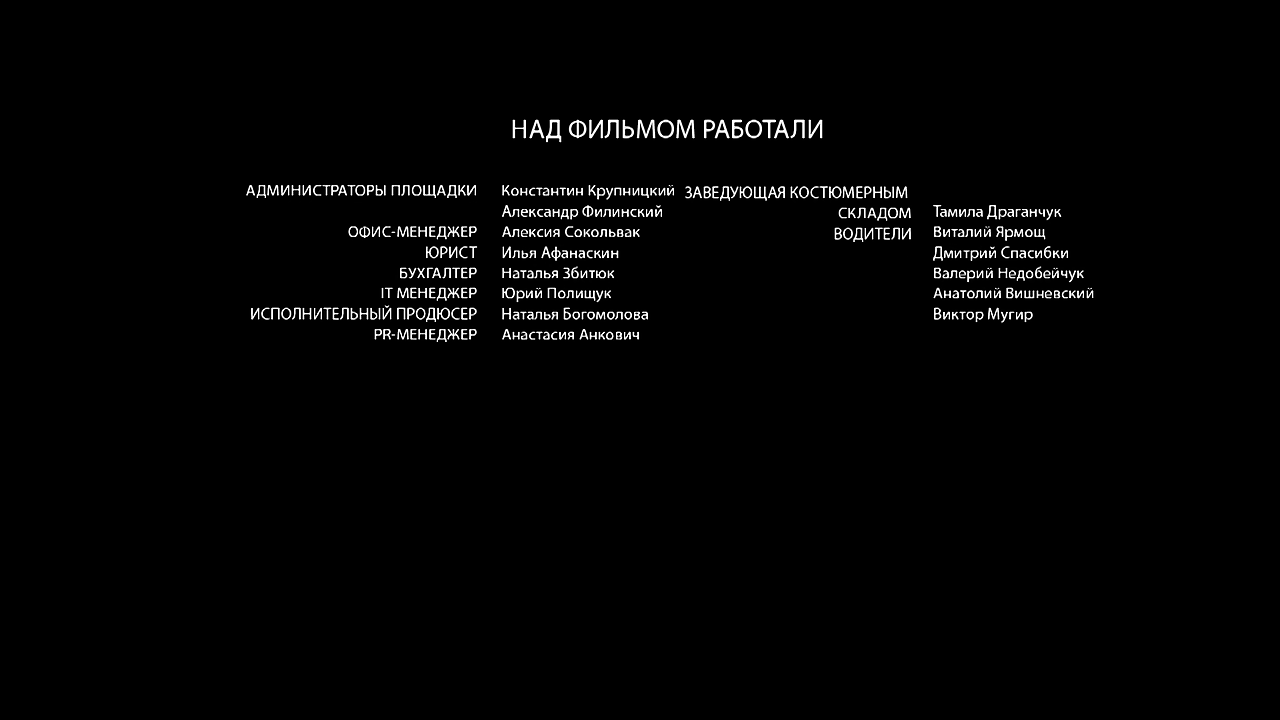 НАД ФИЛЬМОМ РАБОТАЛИ
АДМИНИСТРАТОРЫ ПЛОЩАДКИ Константин Крупницкий
Александр Филинский
ОФИС-МЕНЕДЖЕР Алексия Сокольвак
ЮРИСТ Илья Афанаскин
БУХГАЛТЕР Наталья Збитюк
IT МЕНЕДЖЕР Юрий Полищук
ИСПОЛНИТЕЛЬНЫЙ ПРОДЮСЕР Наталья Богомолова
PR-МЕНЕДЖЕР Анастасия Анкович
ЗАВЕДУЮЩАЯ КОСТЮМЕРНЫМ
СКЛАДОМ Тамила Драганчук
ВОДИТЕЛИ Виталий Ярмощ
Дмитрий Спасибки
Валерий Недобейчук
Анатолий Вишневский
Виктор Мугир